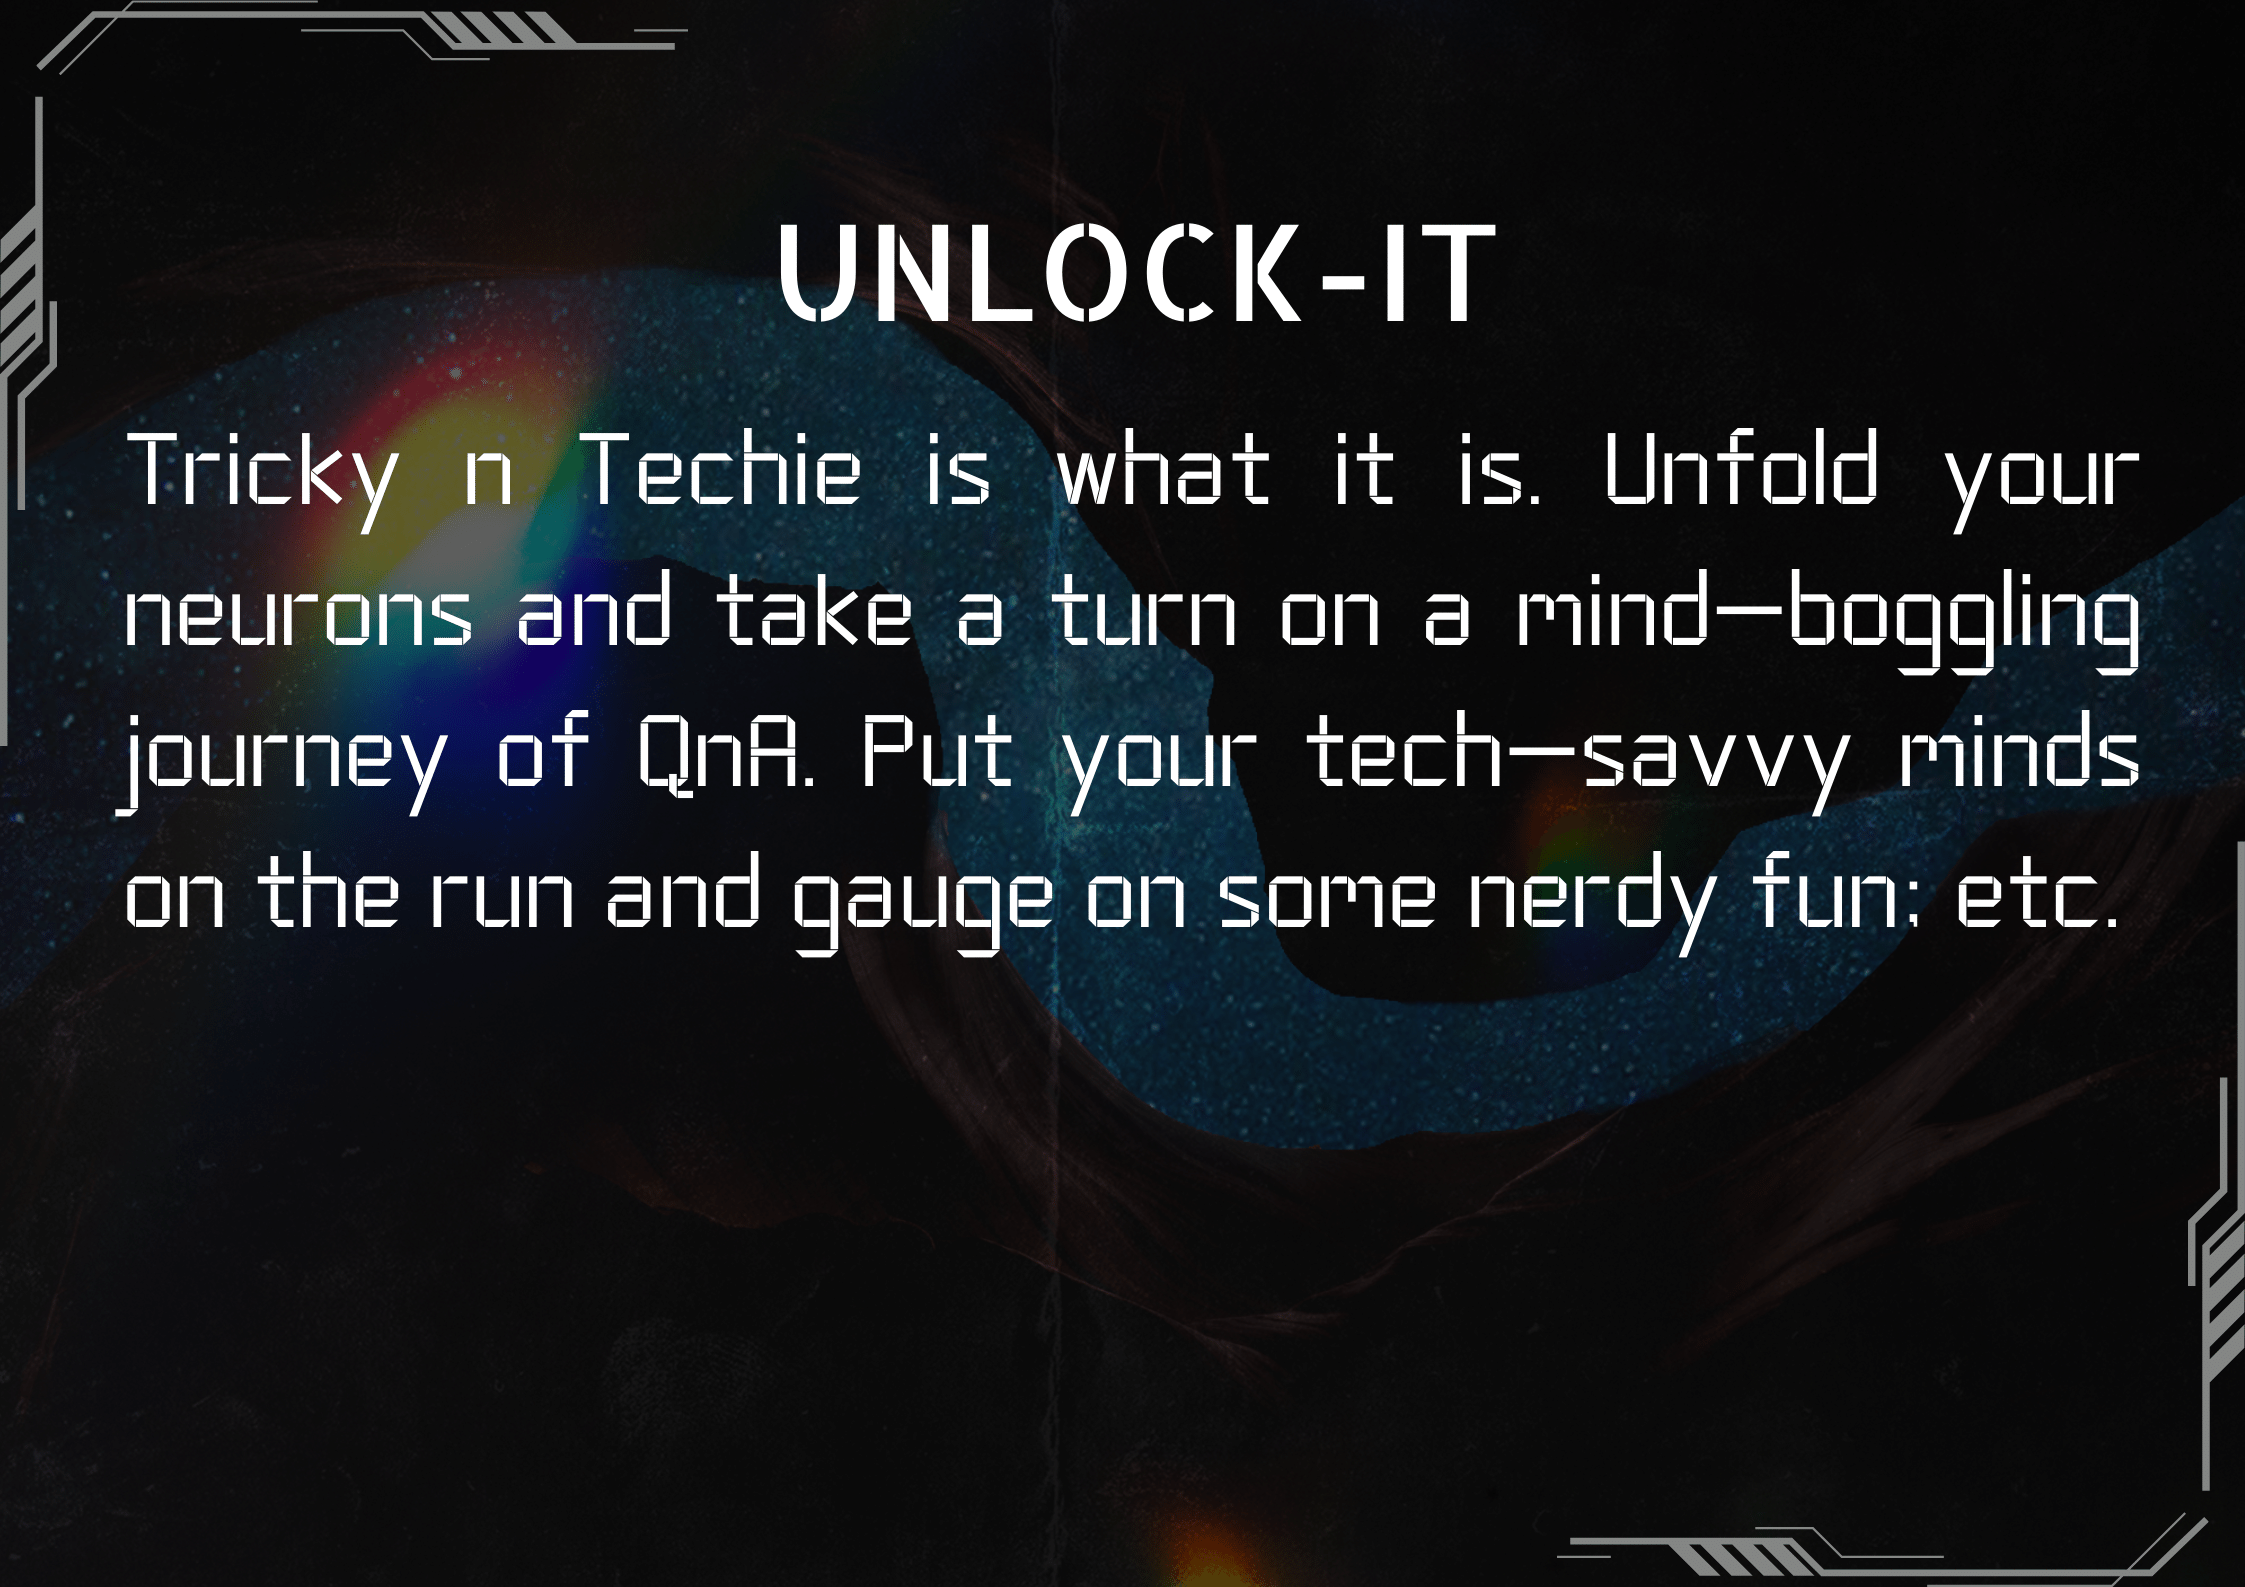 UNLOCK-IT
Tricky n Techie is what it is. Unfold your
neurons and take a turn on a mind-boggling
journey of QnA. Put your tech-savvy minds
on the run and gauge on some nerdy fun; etc.